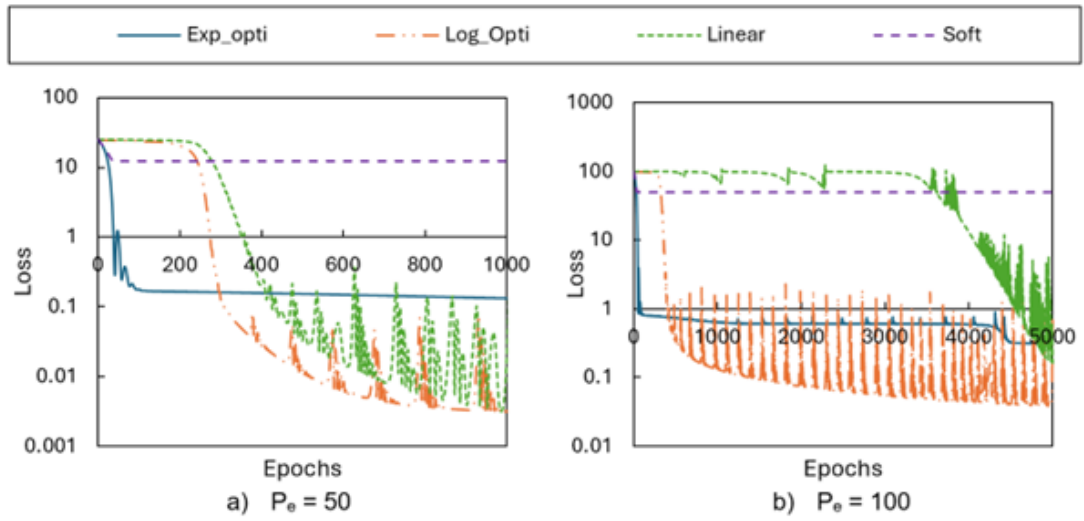 Exp_opti Log_Opti Linear Soft
100
10
1
0.1
0.01
0.001
0 200 400 600 800 1000
Loss
Epochs
a) Pₑ = 50
1000
100
10
1
0.1
0.01
0 1000 2000 3000 4000 5000
Loss
Epochs
b) Pₑ = 100